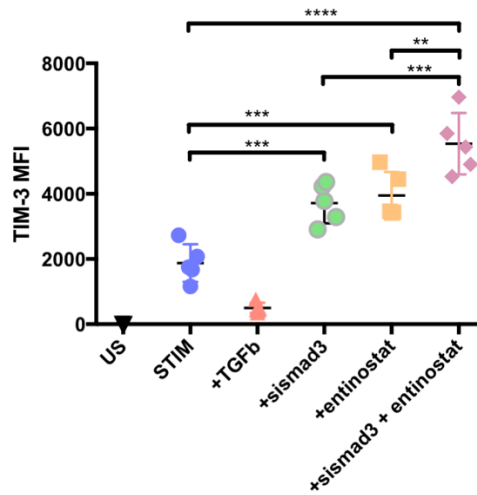 ****
**
***
***
***
8000
6000
4000
2000
0
TIM-3 MFI
US
STIM
+TGFb
+sismad3
+entinostat
+sismad3 + entinostat